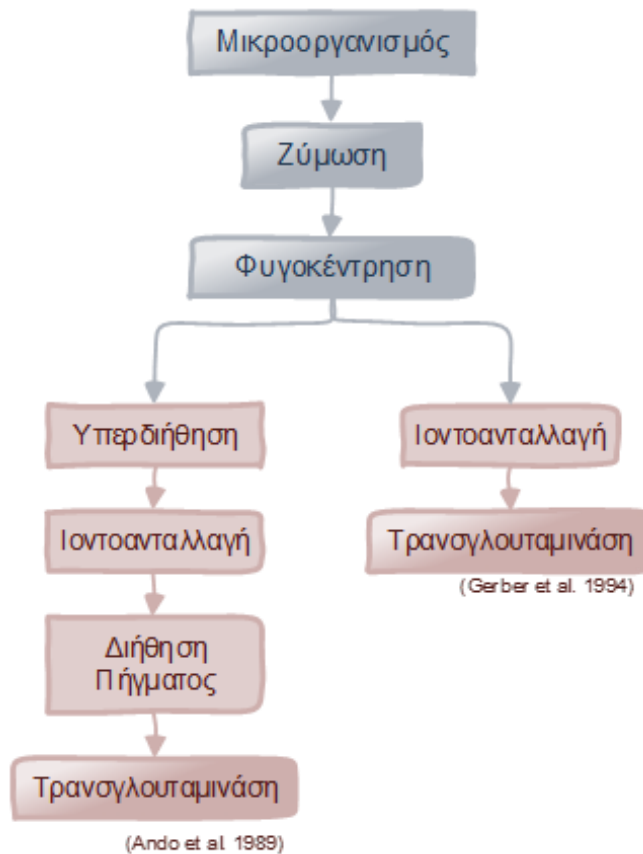 Μικροοργανισμός
Ζύμωση
Φυγοκέντρηση
Υπερδιήθηση
Ιοντοανταλλαγή
Διήθηση
Πήγματος
Τρανσγλουταμινάση
(Ando et al. 1989)
Ιοντοανταλλαγή
Τρανσγλουταμινάση
(Gerber et al. 1994)